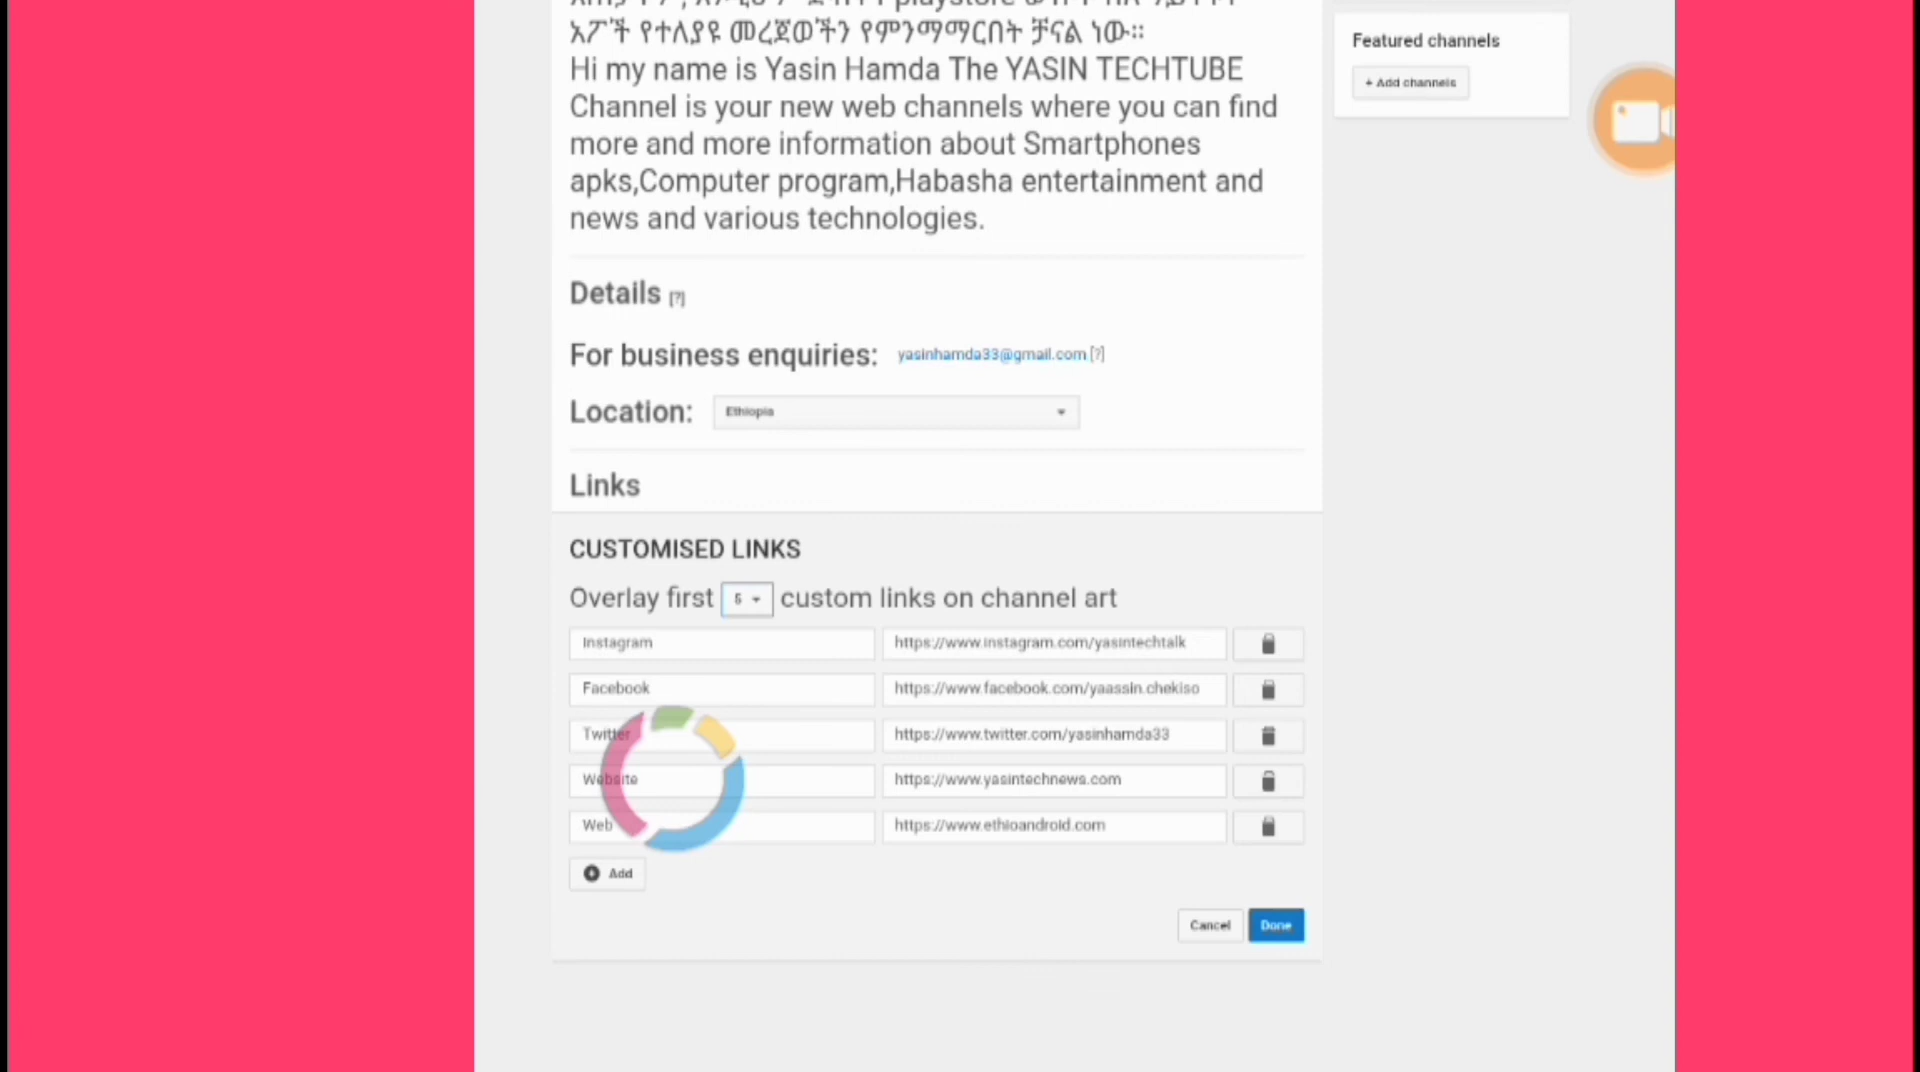 አፖች የተለያዩ መረጀወችን የምንማማርበት ቻናል ነው።
Hi my name is Yasin Hamda The YASIN TECHTUBE
Channel is your new web channels where you can find
more and more information about Smartphones
apks,Computer program,Habasha entertainment and
news and various technologies.
Details [?]
For business enquiries: yasinhamda33@gmail.com [?]
Location: Ethiopia
Links
CUSTOMISED LINKS
Overlay first 5 custom links on channel art
Instagram https://www.instagram.com/yasintechtalk
Facebook https://www.facebook.com/yaassin.chekiso
Twitter https://www.twitter.com/yasinhamda33
Website https://www.yasintechnews.com
Web https://www.ethioandroid.com
Add
Cancel Done
Featured channels
+ Add channels